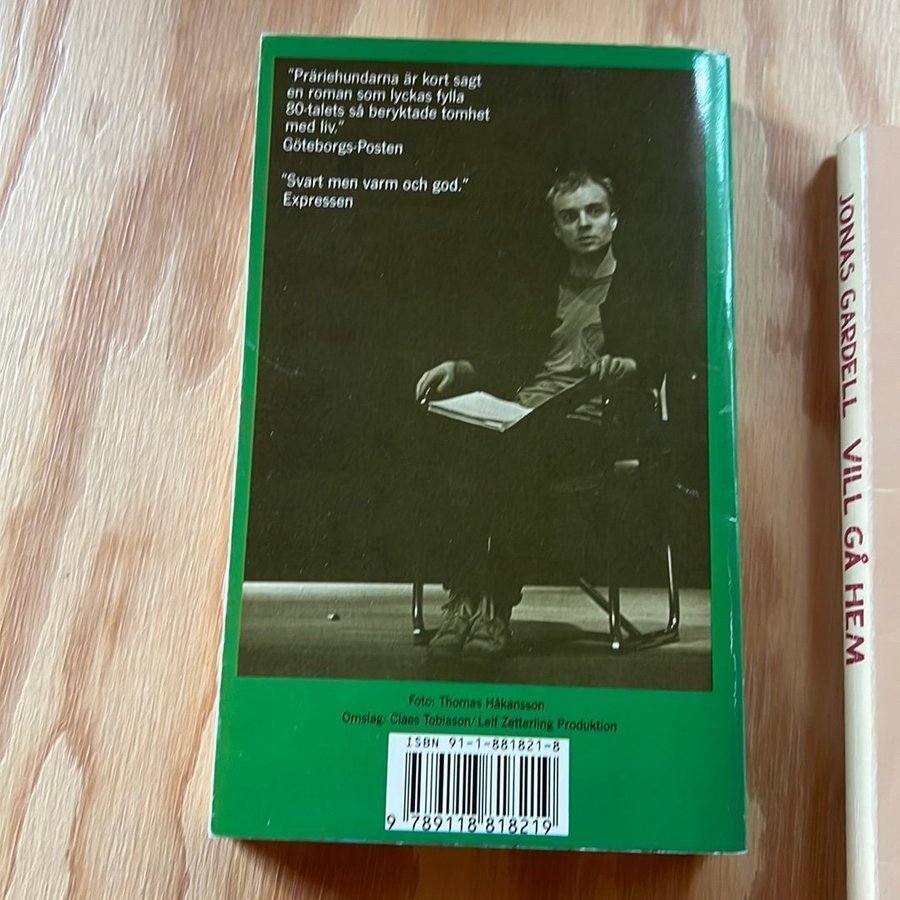 "Präriehundarna är kort sagt
en roman som lyckas fylla
80-talets så beryktade tomhet
med liv."
Göteborgs-Posten
"Svart men varm och god."
Expressen
Foto: Thomas Håkansson
Omslag: Claes Tobiason/ Leif Zetterling Produktion
ISBN 91-1-881821-8
9 789118 818219
JONAS GARDELL VILL GÅ HEM